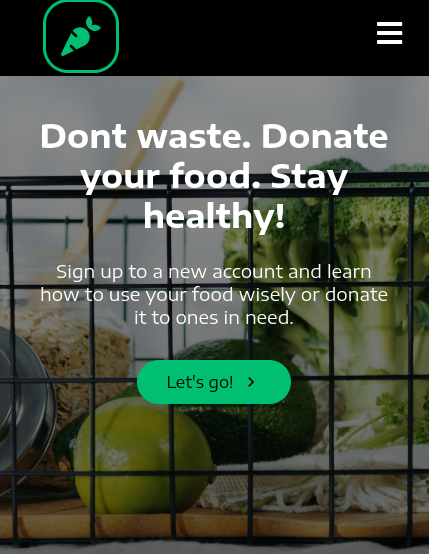 Dont waste. Donate
your food. Stay
healthy!
Sign up to a new account and learn
how to use your food wisely or donate
it to ones in need.
Let's go!